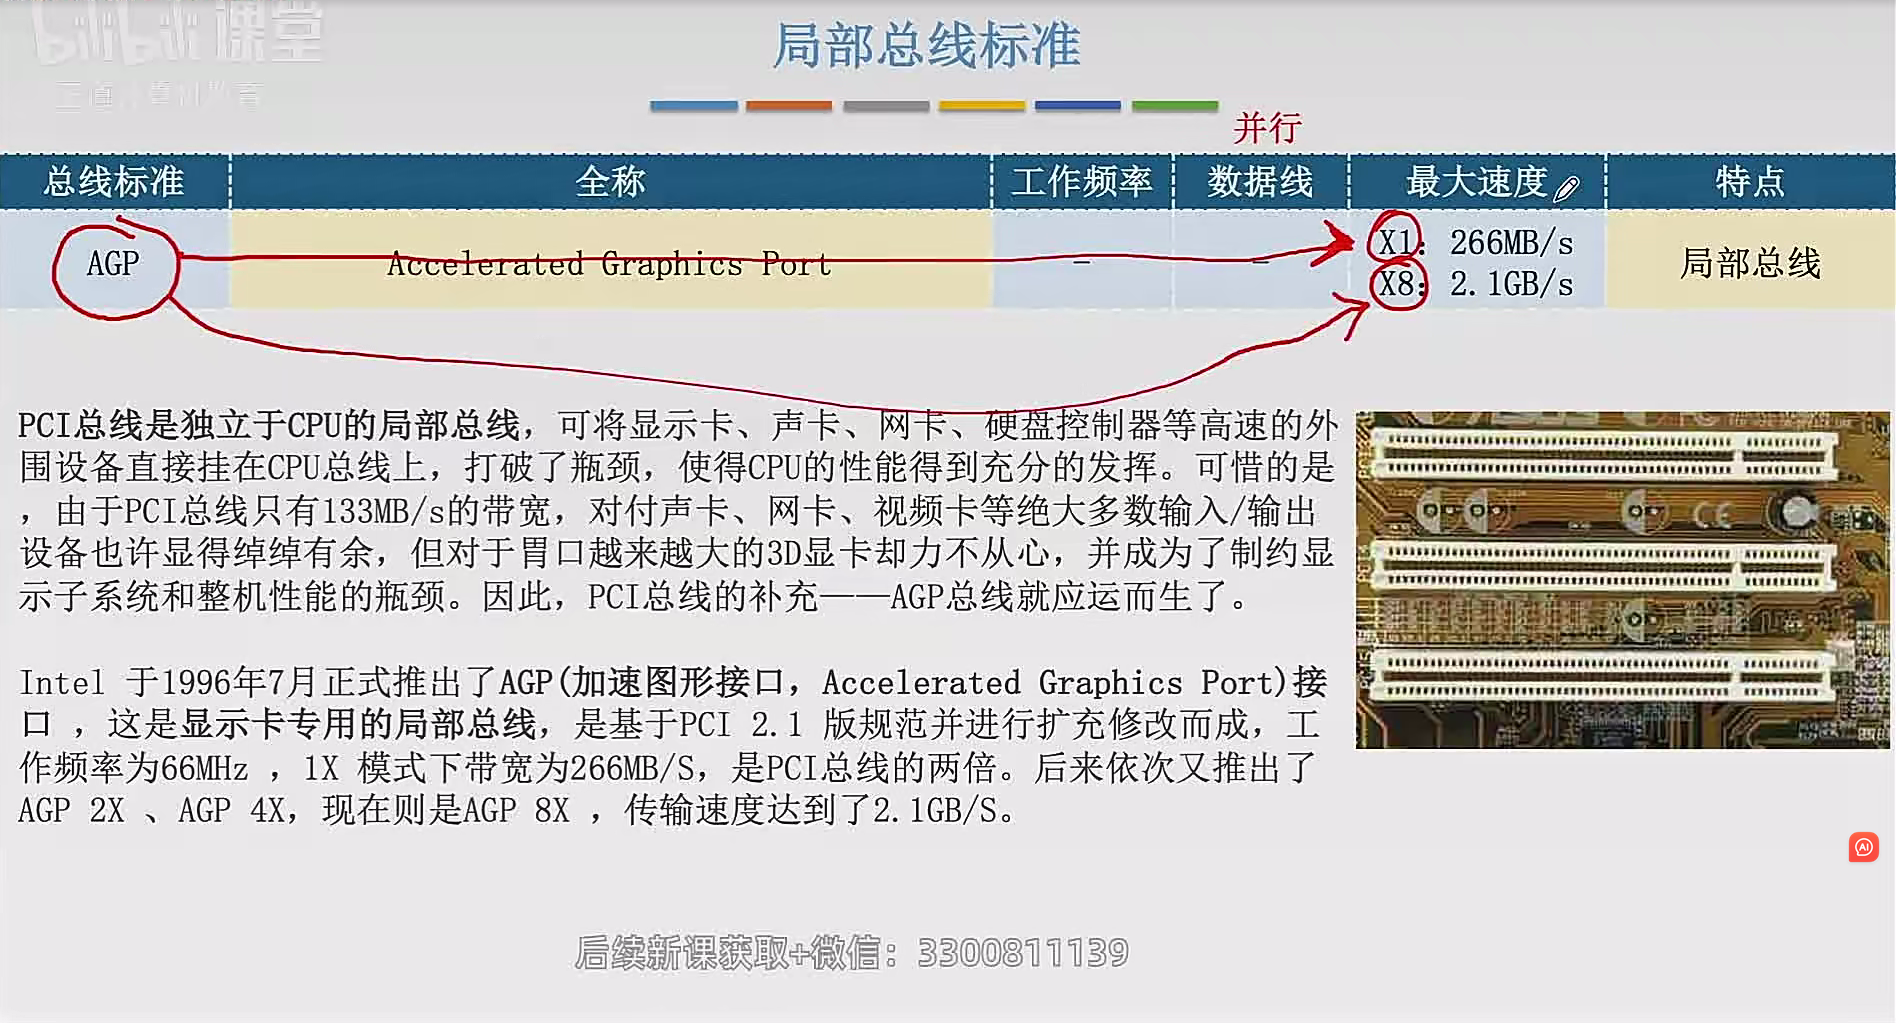 bilibili 课堂
王道计算机教育
局部总线标准
并行
总线标准 全称 工作频率 数据线 最大速度 特点
AGP Accelerated Graphics Port － － X1：266MB/s 局部总线
X8：2.1GB/s
PCI总线是独立于CPU的局部总线，可将显示卡、声卡、网卡、硬盘控制器等高速的外
围设备直接挂在CPU总线上，打破了瓶颈，使得CPU的性能得到充分的发挥。可惜的是
，由于PCI总线只有133MB/s的带宽，对付声卡、网卡、视频卡等绝大多数输入/输出
设备也许显得绰绰有余，但对于胃口越来越大的3D显卡却力不从心，并成为了制约显
示子系统和整机性能的瓶颈。因此，PCI总线的补充——AGP总线就应运而生了。
Intel 于1996年7月正式推出了AGP(加速图形接口，Accelerated Graphics Port)接
口 ，这是显示卡专用的局部总线，是基于PCI 2.1 版规范并进行扩充修改而成，工
作频率为66MHz ，1X 模式下带宽为266MB/S，是PCI总线的两倍。后来依次又推出了
AGP 2X 、AGP 4X，现在则是AGP 8X ，传输速度达到了2.1GB/S。
AI
后续新课获取+微信：3300811139